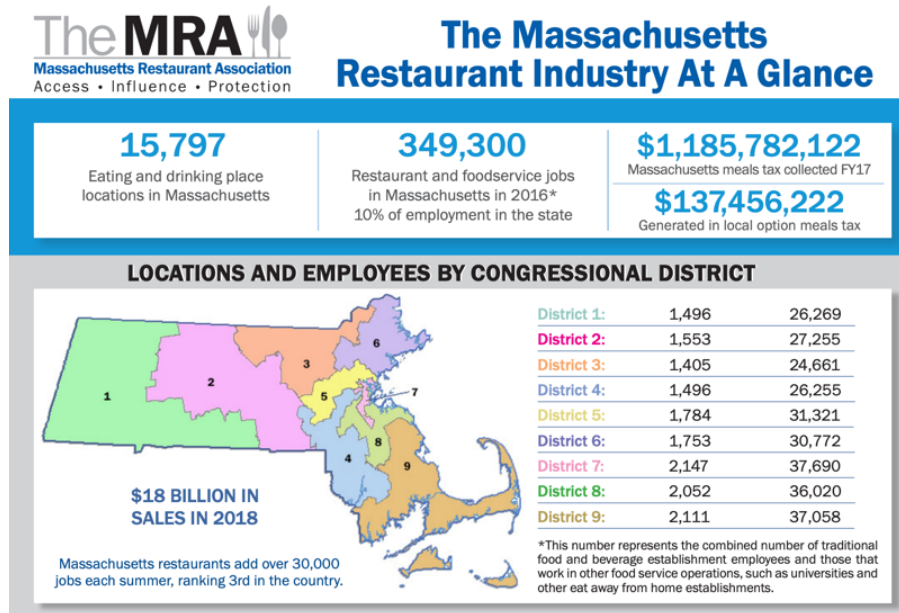 The MRA
Massachusetts Restaurant Association
Access • Influence • Protection
The Massachusetts
Restaurant Industry At A Glance
15,797
Eating and drinking place
locations in Massachusetts
349,300
Restaurant and foodservice jobs
in Massachusetts in 2016*
10% of employment in the state
$1,185,782,122
Massachusetts meals tax collected FY17
$137,456,222
Generated in local option meals tax
LOCATIONS AND EMPLOYEES BY CONGRESSIONAL DISTRICT
1
2
3
4
5
6
7
8
9
$18 BILLION IN
SALES IN 2018
Massachusetts restaurants add over 30,000
jobs each summer, ranking 3rd in the country.
District 1: 1,496 26,269
District 2: 1,553 27,255
District 3: 1,405 24,661
District 4: 1,496 26,255
District 5: 1,784 31,321
District 6: 1,753 30,772
District 7: 2,147 37,690
District 8: 2,052 36,020
District 9: 2,111 37,058
*This number represents the combined number of traditional
food and beverage establishment employees and those that
work in other food service operations, such as universities and
other eat away from home establishments.